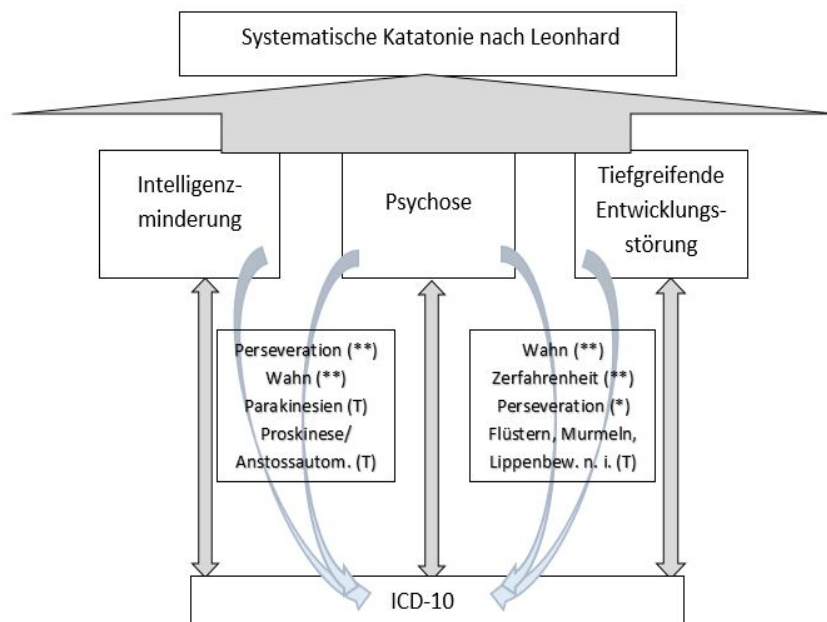 Systematische Katatonie nach Leonhard
Intelligenz-
minderung
Psychose
Tiefgreifende
Entwicklungs-
störung
Perseveration (**)
Wahn (**)
Parakinesien (T)
Proskinese/
Anstossautom. (T)
Wahn (**)
Zerfahrenheit (**)
Perseveration (*)
Flüstern, Murmeln,
Lippenbew. n. i. (T)
ICD-10